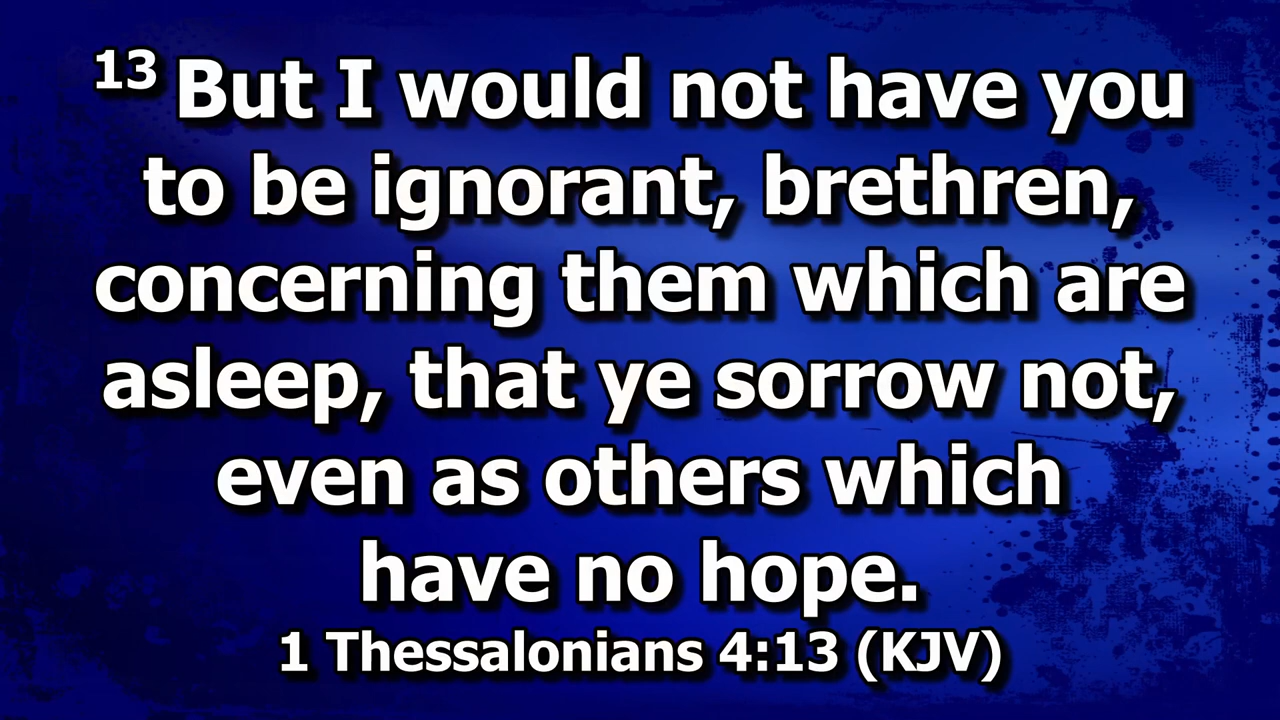 13 But I would not have you
to be ignorant, brethren,
concerning them which are
asleep, that ye sorrow not,
even as others which
have no hope.
1 Thessalonians 4:13 (KJV)